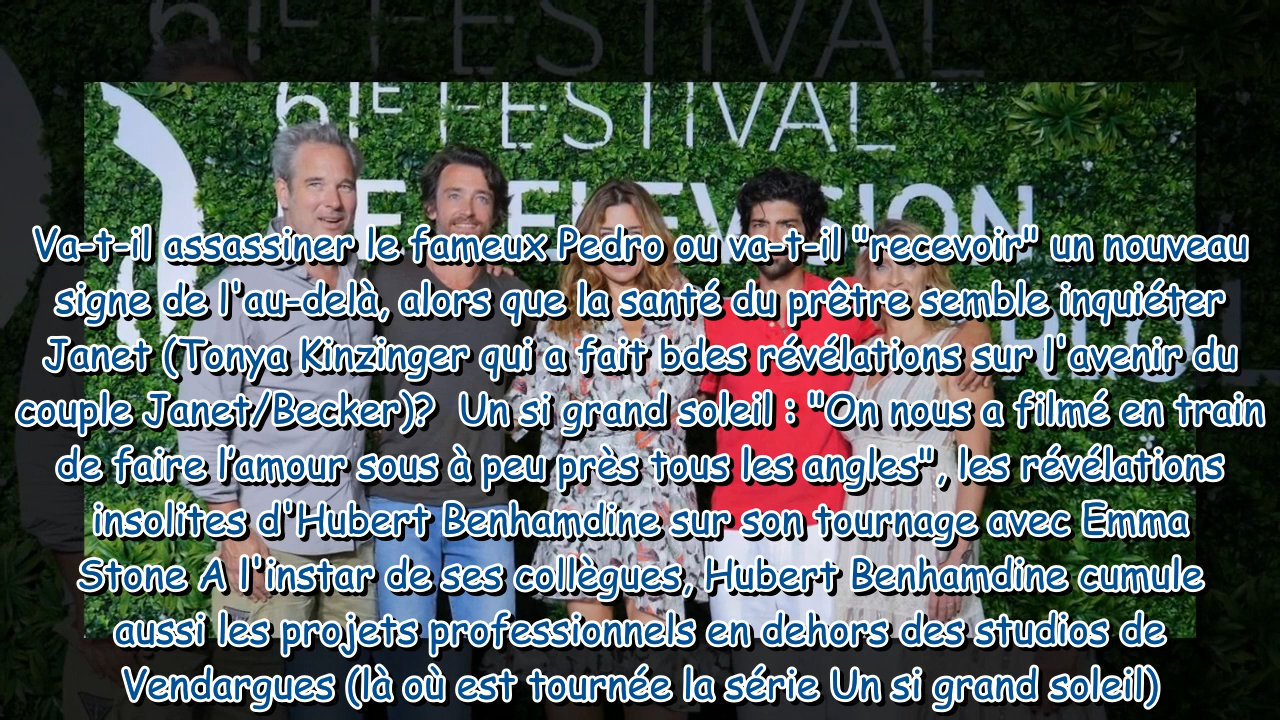 61E FESTIVAL
Va-t-il assassiner le fameux Pedro ou va-t-il "recevoir" un nouveau
signe de l'au-delà, alors que la santé du prêtre semble inquiéter
Janet (Tonya Kinzinger qui a fait bdes révélations sur l'avenir du
couple Janet/Becker)?  Un si grand soleil : "On nous a filmé en train
de faire l’amour sous à peu près tous les angles", les révélations
insolites d'Hubert Benhamdine sur son tournage avec Emma
Stone A l'instar de ses collègues, Hubert Benhamdine cumule
aussi les projets professionnels en dehors des studios de
Vendargues (là où est tournée la série Un si grand soleil)